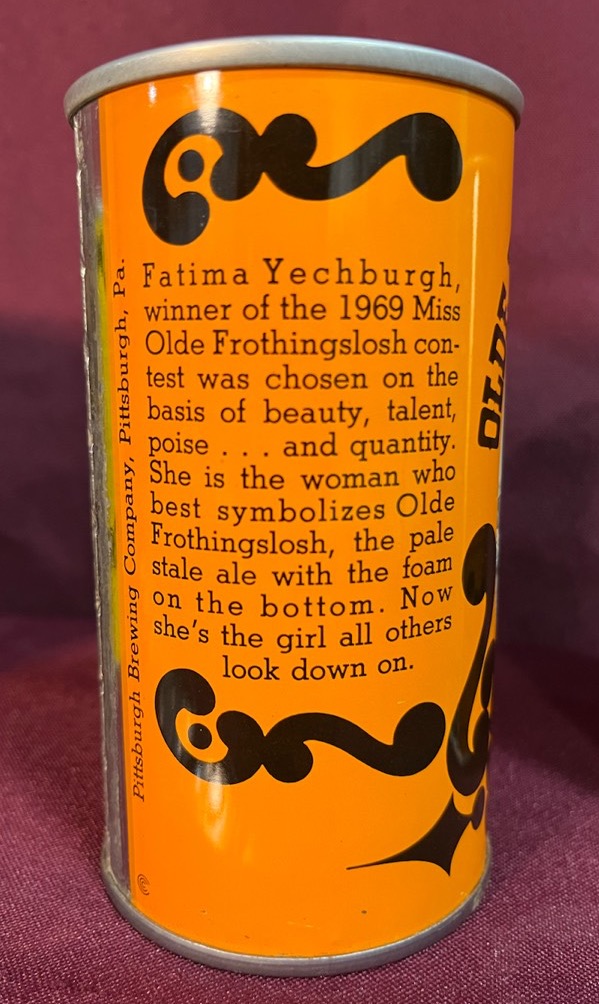 Fatima Yechburgh,
winner of the 1969 Miss
Olde Frothingslosh con-
test was chosen on the
basis of beauty, talent,
poise . . . and quantity.
She is the woman who
best symbolizes Olde
Frothingslosh, the pale
stale ale with the foam
on the bottom. Now
she's the girl all others
look down on.
Pittsburgh Brewing Company, Pittsburgh, Pa.
©
OLDE